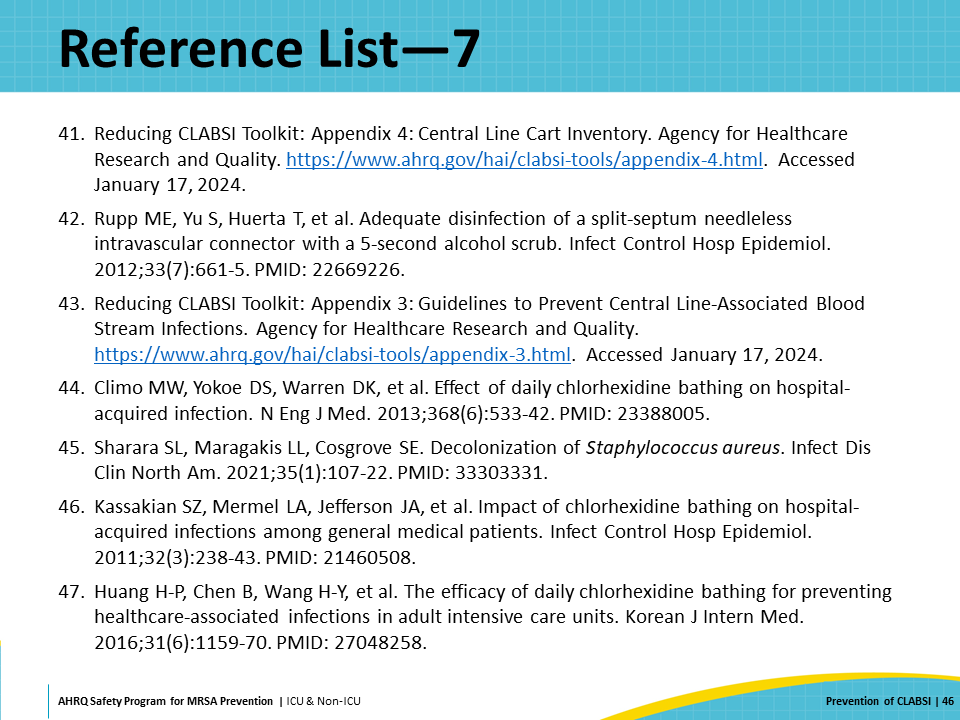 Reference List—7
41. Reducing CLABSI Toolkit: Appendix 4: Central Line Cart Inventory. Agency for Healthcare
Research and Quality. https://www.ahrq.gov/hai/clabsi-tools/appendix-4.html. Accessed
January 17, 2024.
42. Rupp ME, Yu S, Huerta T, et al. Adequate disinfection of a split-septum needleless
intravascular connector with a 5-second alcohol scrub. Infect Control Hosp Epidemiol.
2012;33(7):661-5. PMID: 22669226.
43. Reducing CLABSI Toolkit: Appendix 3: Guidelines to Prevent Central Line-Associated Blood
Stream Infections. Agency for Healthcare Research and Quality.
https://www.ahrq.gov/hai/clabsi-tools/appendix-3.html. Accessed January 17, 2024.
44. Climo MW, Yokoe DS, Warren DK, et al. Effect of daily chlorhexidine bathing on hospital-
acquired infection. N Eng J Med. 2013;368(6):533-42. PMID: 23388005.
45. Sharara SL, Maragakis LL, Cosgrove SE. Decolonization of Staphylococcus aureus. Infect Dis
Clin North Am. 2021;35(1):107-22. PMID: 33303331.
46. Kassakian SZ, Mermel LA, Jefferson JA, et al. Impact of chlorhexidine bathing on hospital-
acquired infections among general medical patients. Infect Control Hosp Epidemiol.
2011;32(3):238-43. PMID: 21460508.
47. Huang H-P, Chen B, Wang H-Y, et al. The efficacy of daily chlorhexidine bathing for preventing
healthcare-associated infections in adult intensive care units. Korean J Intern Med.
2016;31(6):1159-70. PMID: 27048258.
AHRQ Safety Program for MRSA Prevention | ICU & Non-ICU
Prevention of CLABSI | 46